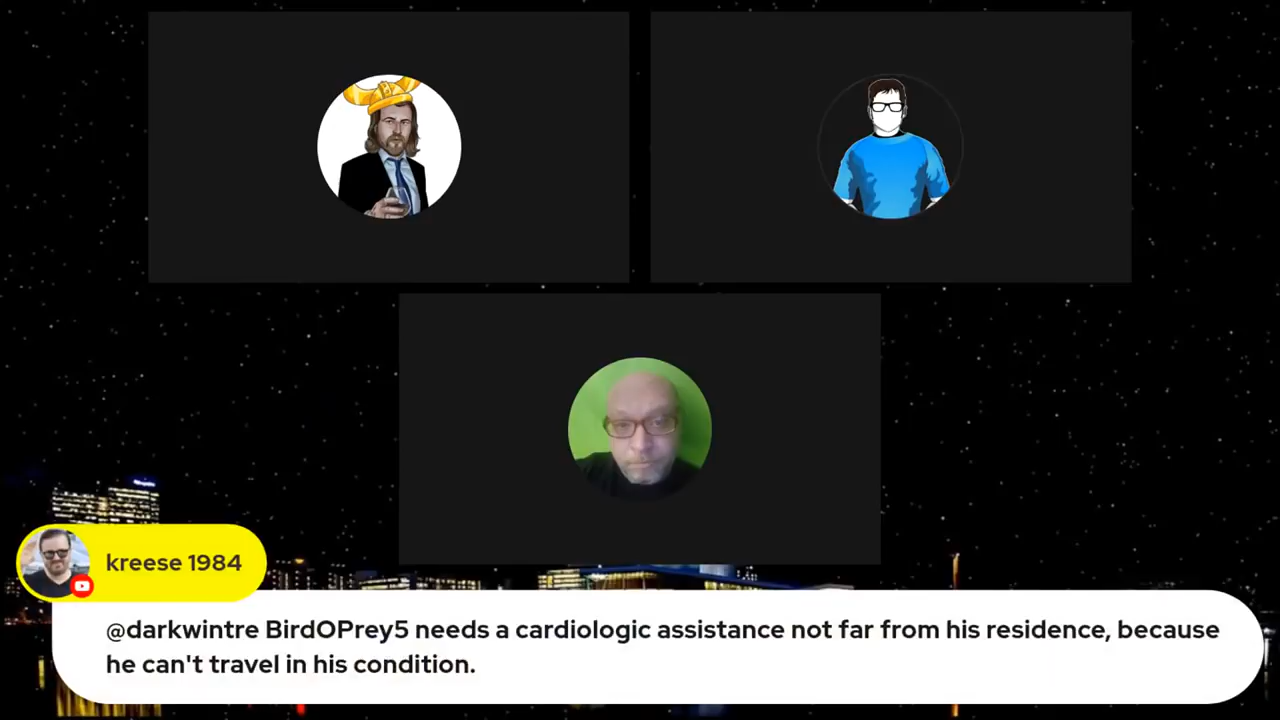 kreese 1984
@darkwintre BirdOPrey5 needs a cardiologic assistance not far from his residence, because
he can't travel in his condition.